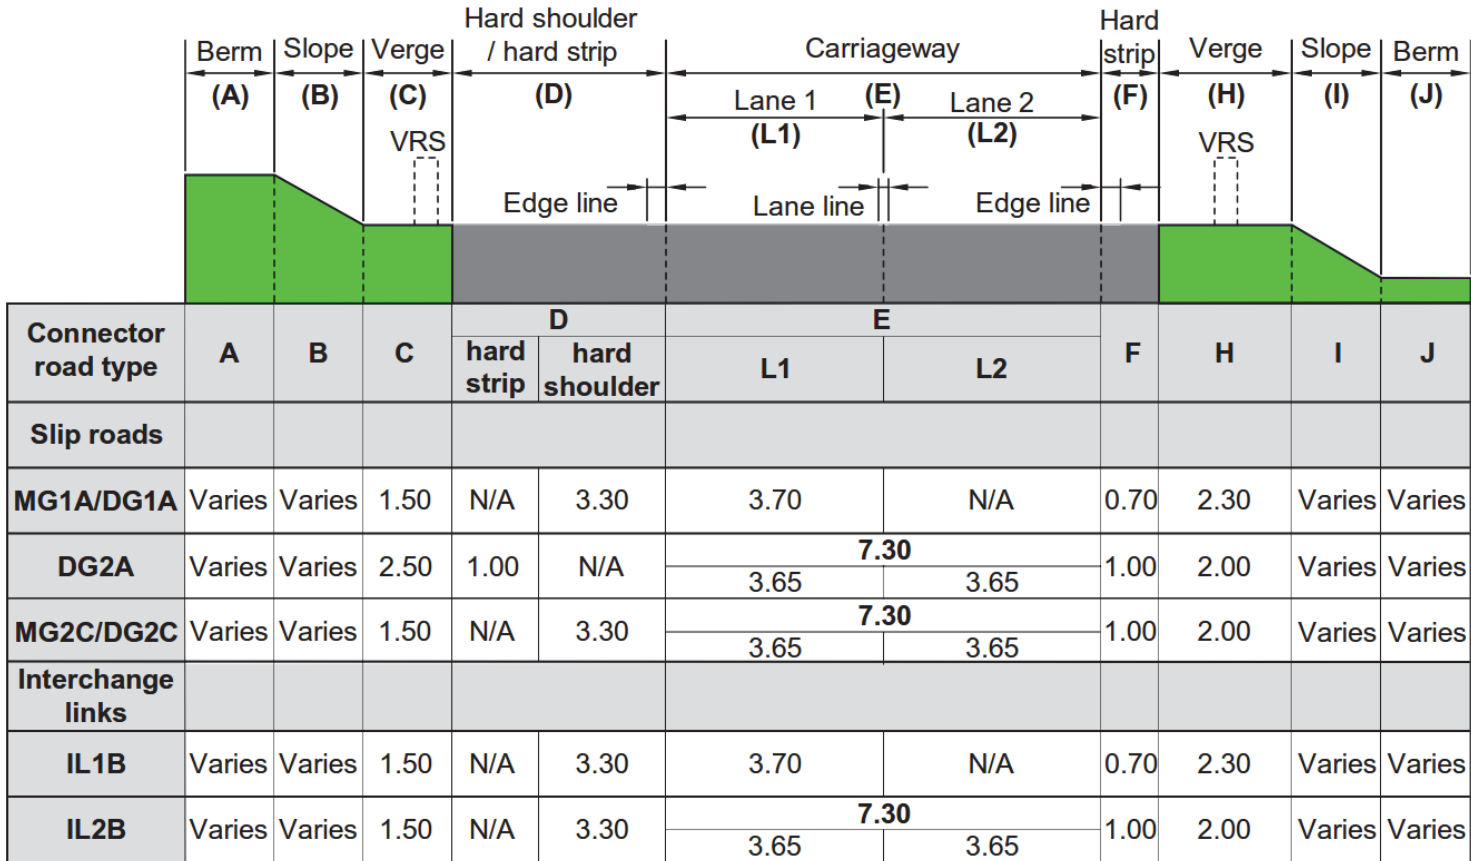 Hard shoulder Hard
Berm Slope Verge / hard strip Carriageway strip Verge Slope Berm
(A) (B) (C) (D) Lane 1 (E) Lane 2 (F) (H) (I) (J)
(L1) (L2)
VRS VRS
Edge line Lane line Edge line
Connector road type A B C D E F H I J
hard strip hard shoulder L1 L2
Slip roads
MG1A/DG1A Varies Varies 1.50 N/A 3.30 3.70 N/A 0.70 2.30 Varies Varies
DG2A Varies Varies 2.50 1.00 N/A 7.30 3.65 3.65 1.00 2.00 Varies Varies
MG2C/DG2C Varies Varies 1.50 N/A 3.30 7.30 3.65 3.65 1.00 2.00 Varies Varies
Interchange links
IL1B Varies Varies 1.50 N/A 3.30 3.70 N/A 0.70 2.30 Varies Varies
IL2B Varies Varies 1.50 N/A 3.30 7.30 3.65 3.65 1.00 2.00 Varies Varies